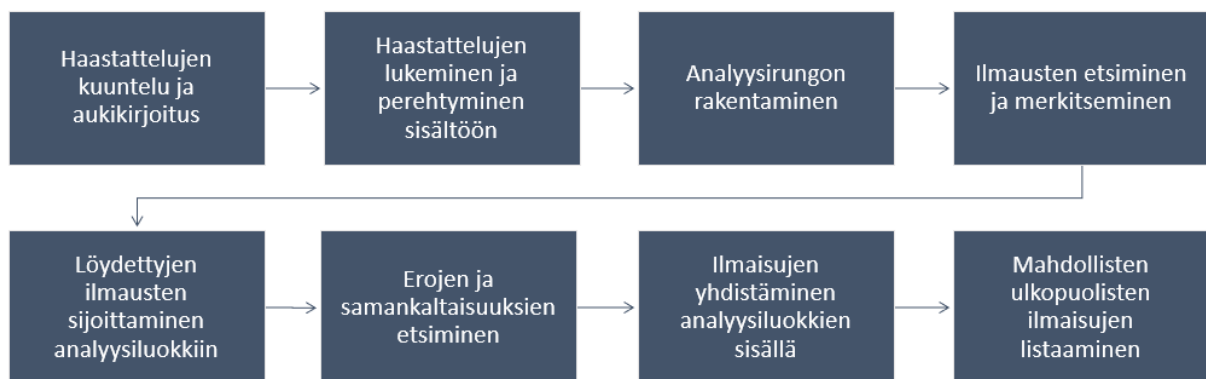 Haastattelujen
kuuntelu ja
aukikirjoitus
Haastattelujen
lukeminen ja
perehtyminen
sisältöön
Analyysirungon
rakentaminen
Ilmausten etsiminen
ja merkitseminen
Löydettyjen
ilmausten
sijoittaminen
analyysiluokkiin
Erojen ja
samankaltaisuuksien
etsiminen
Ilmaisujen
yhdistäminen
analyysiluokkien
sisällä
Mahdollisten
ulkopuolisten
ilmaisujen
listaaminen